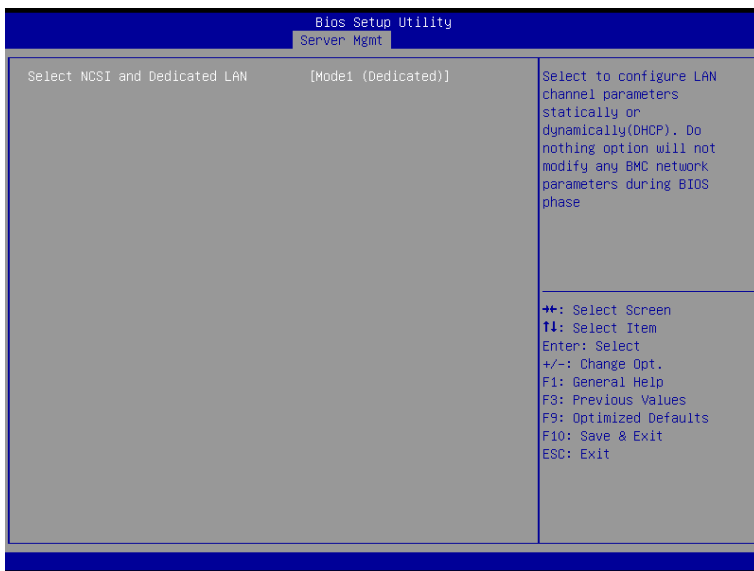 Bios Setup Utility
Server Mgmt
Select NCSI and Dedicated LAN [Mode1 (Dedicated)]
Select to configure LAN
channel parameters
statically or
dynamically(DHCP). Do
nothing option will not
modify any BMC network
parameters during BIOS
phase
→←: Select Screen
↑↓: Select Item
Enter: Select
+/-: Change Opt.
F1: General Help
F3: Previous Values
F9: Optimized Defaults
F10: Save & Exit
ESC: Exit